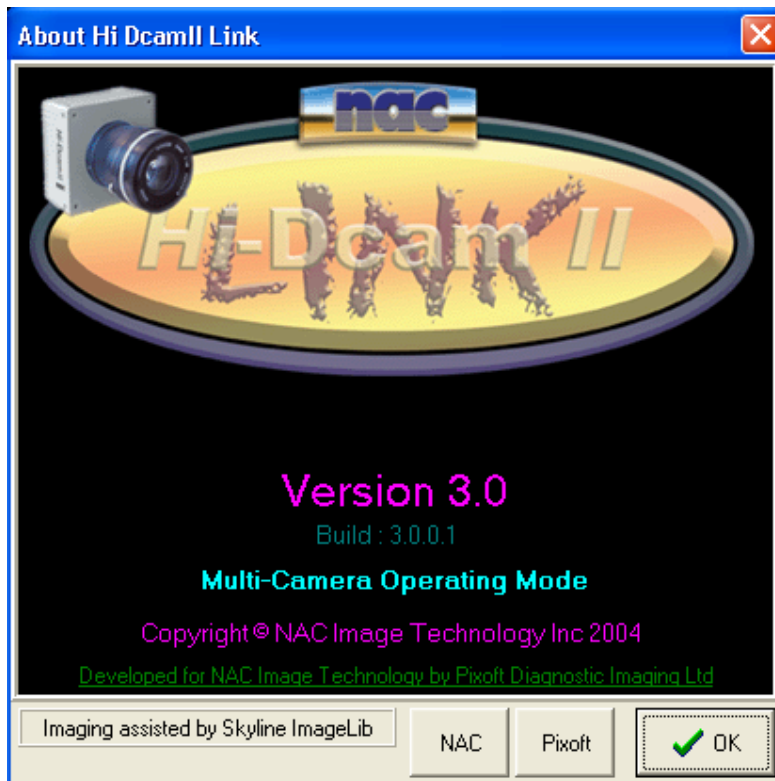 About Hi DcamII Link
nac
Hi-Dcam II
LINK
Version 3.0
Build : 3.0.0.1
Multi-Camera Operating Mode
Copyright © NAC Image Technology Inc 2004
Developed for NAC Image Technology by Pixoft Diagnostic Imaging Ltd
Imaging assisted by Skyline ImageLib
NAC
Pixoft
OK